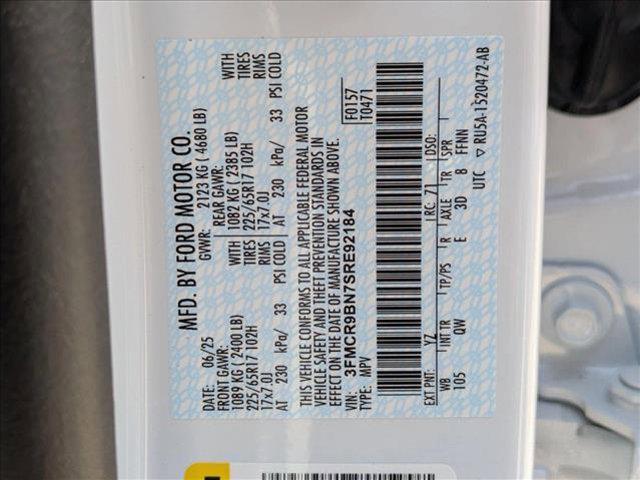 MFD. BY FORD MOTOR CO.
DATE: 06/25 GVWR: 2123 KG ( 4680 LB)
FRONT GAWR: REAR GAWR:
1089 KG ( 2400 LB) 1082 KG ( 2385 LB) WITH
225/65R17 102H 225/65R17 102H TIRES
17x7.0J RIMS 17x7.0J RIMS
AT 230 kPa/ 33 PSI COLD AT 230 kPa/ 33 PSI COLD
THIS VEHICLE CONFORMS TO ALL APPLICABLE FEDERAL MOTOR
VEHICLE SAFETY AND THEFT PREVENTION STANDARDS IN
EFFECT ON THE DATE OF MANUFACTURE SHOWN ABOVE.
VIN: 3FMCR9BN7SRE92184 F0157
TYPE: MPV T0471
EXT PNT: YZ RC: 71 DSO:
WB INT TR TP/PS R AXLE TR SPR
105 QW E 3D 8 FFNN
UTC ▽ RU5A-1520472-AB